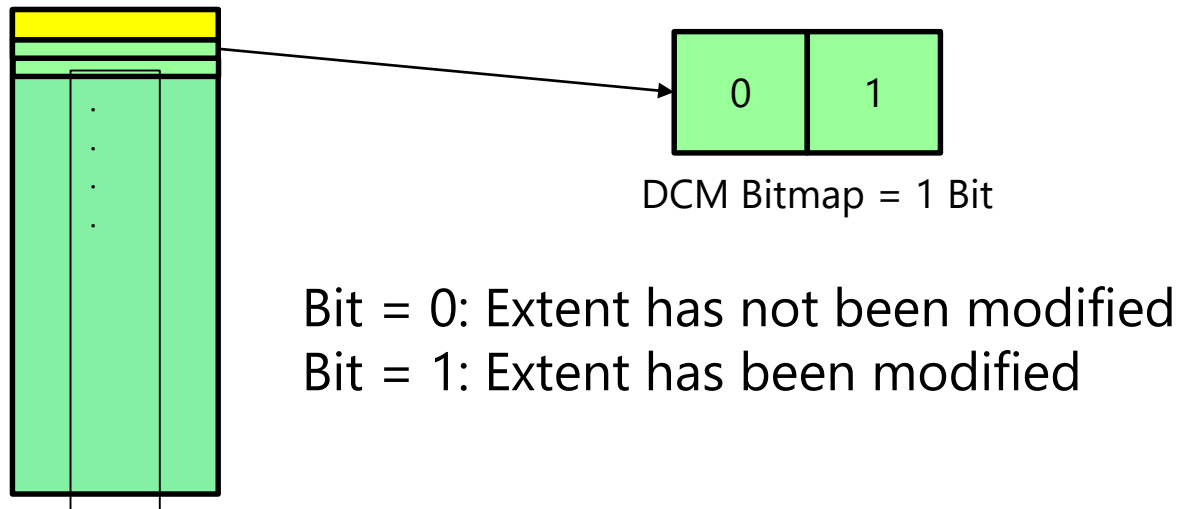 0 1
DCM Bitmap = 1 Bit
Bit = 0: Extent has not been modified
Bit = 1: Extent has been modified